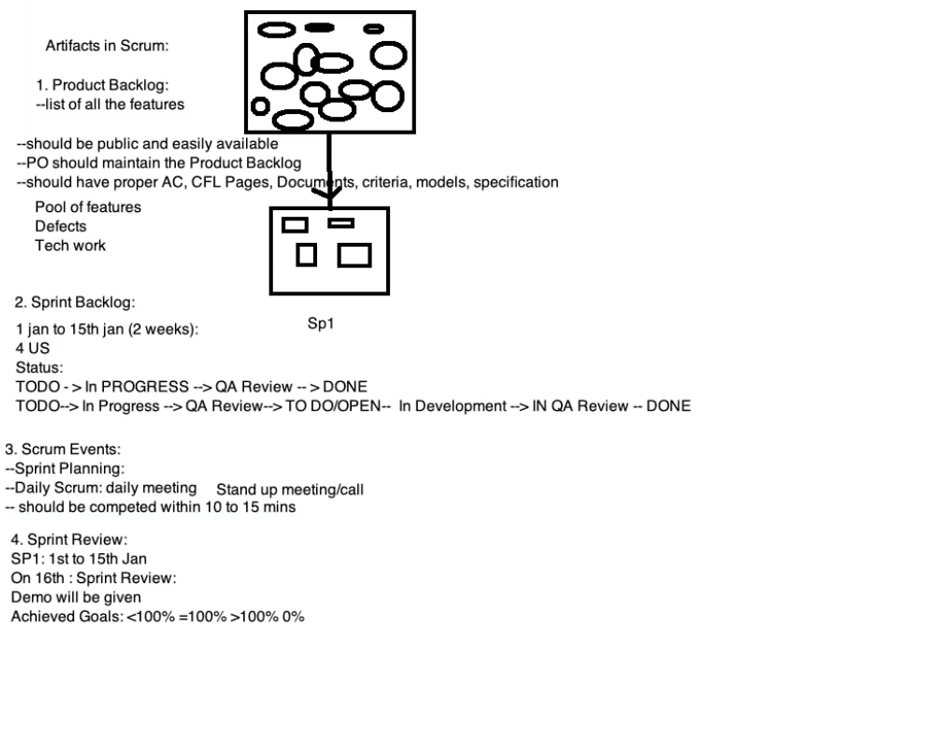 Artifacts in Scrum:
1. Product Backlog:
--list of all the features
--should be public and easily available
--PO should maintain the Product Backlog
--should have proper AC, CFL Pages, Documents, criteria, models, specification
Pool of features
Defects
Tech work
2. Sprint Backlog:
Sp1
1 jan to 15th jan (2 weeks):
4 US
Status:
TODO - > In PROGRESS --> QA Review -- > DONE
TODO--> In Progress --> QA Review--> TO DO/OPEN-- In Development --> IN QA Review -- DONE
3. Scrum Events:
--Sprint Planning:
--Daily Scrum: daily meeting Stand up meeting/call
-- should be competed within 10 to 15 mins
4. Sprint Review:
SP1: 1st to 15th Jan
On 16th : Sprint Review:
Demo will be given
Achieved Goals: <100% =100% >100% 0%